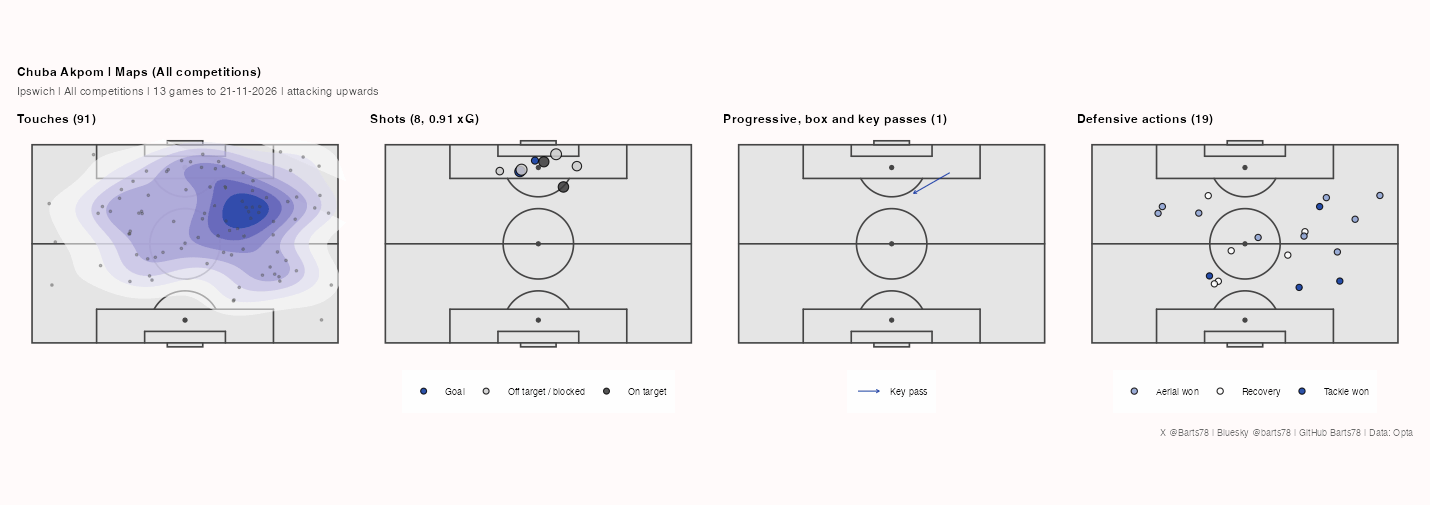 Chuba Akpom | Maps (All competitions)
Ipswich | All competitions | 13 games to 21-11-2026 | attacking upwards
Touches (91)
Shots (8, 0.91 xG)
Progressive, box and key passes (1)
Defensive actions (19)
Goal
Off target / blocked
On target
Key pass
Aerial won
Recovery
Tackle won
X @Barts78 | Bluesky @barts78 | GitHub Barts78 | Data: Opta